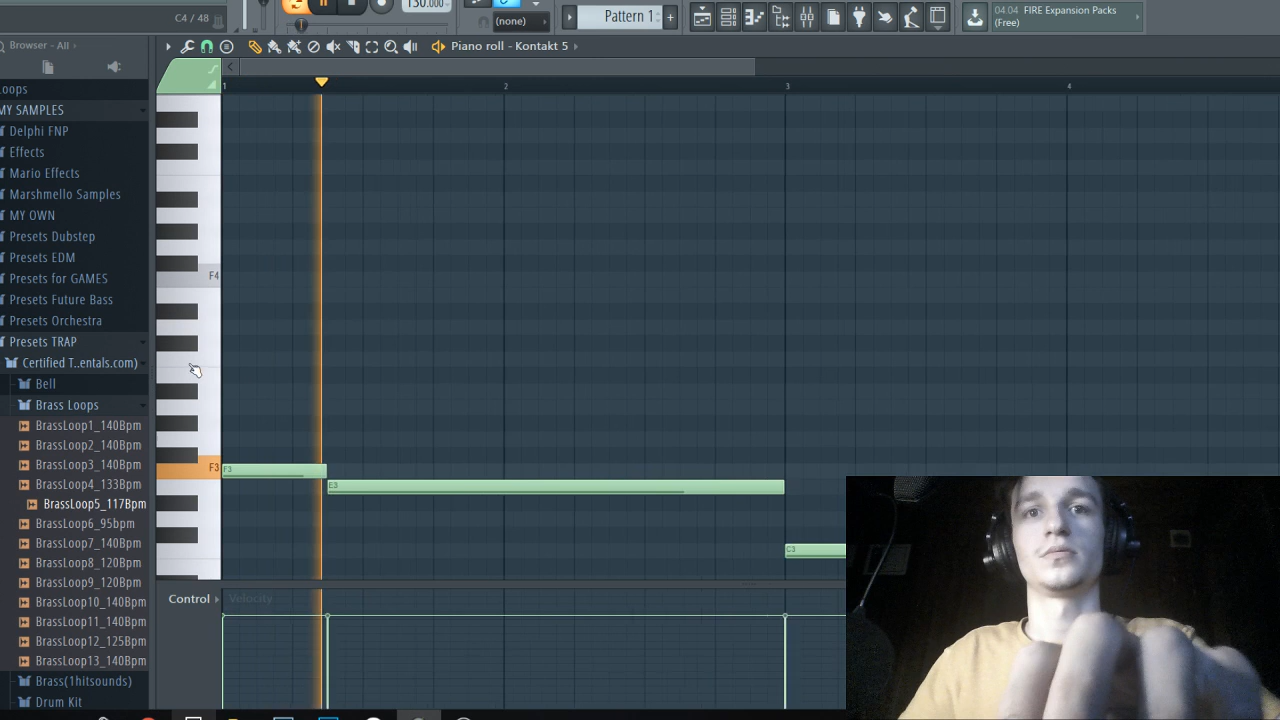 130.000
C4 / 48
(none)
Pattern 1
04.04 FIRE Expansion Packs
(Free)
Browser - All
Piano roll - Kontakt 5
Loops
MY SAMPLES
Delphi FNP
Effects
Mario Effects
Marshmello Samples
MY OWN
Presets Dubstep
Presets EDM
Presets for GAMES
Presets Future Bass
Presets Orchestra
Presets TRAP
Certified T..entals.com)
Bell
Brass Loops
BrassLoop1_140Bpm
BrassLoop2_140Bpm
BrassLoop3_140Bpm
BrassLoop4_133Bpm
BrassLoop5_117Bpm
BrassLoop6_95bpm
BrassLoop7_140Bpm
BrassLoop8_120Bpm
BrassLoop9_120Bpm
BrassLoop10_140Bpm
BrassLoop11_140Bpm
BrassLoop12_125Bpm
BrassLoop13_140Bpm
Brass(1hitsounds)
Drum Kit
1 2 3 4
F4
F3
F3
E3
C3
Control
Velocity